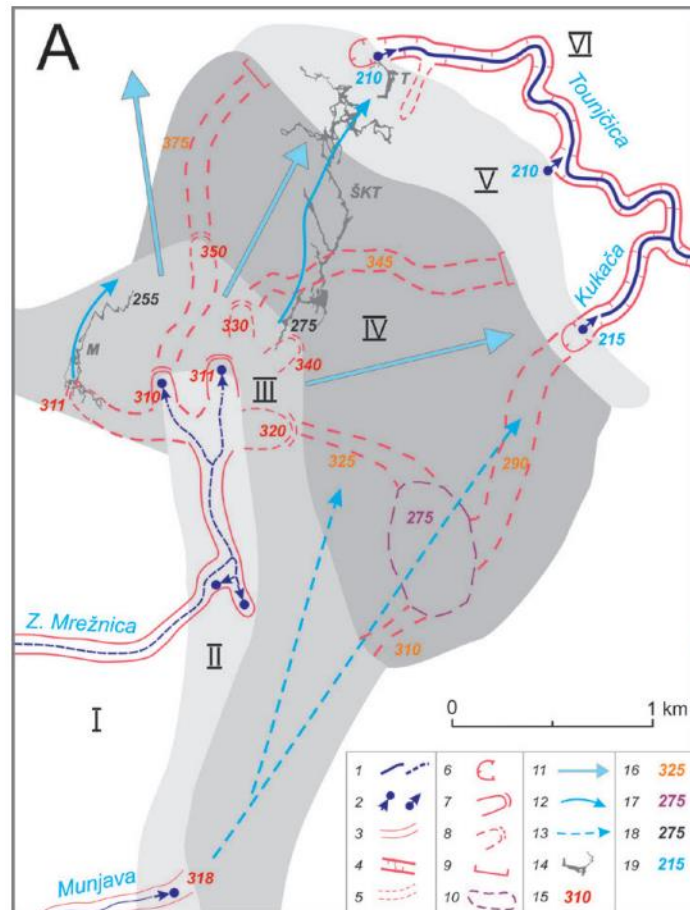 A
VI
210
T
Tounjčica
375
V
210
ŠKT
350
345
Kukača
255
330
275
IV
215
M
340
311
310
311
III
320
325
290
275
Z. Mrežnica
II
310
0 1 km
I
1 6 11 16 325
2 7 12 17 275
3 8 13 18 275
4 9 14 19 215
5 10 15 310
Munjava 318